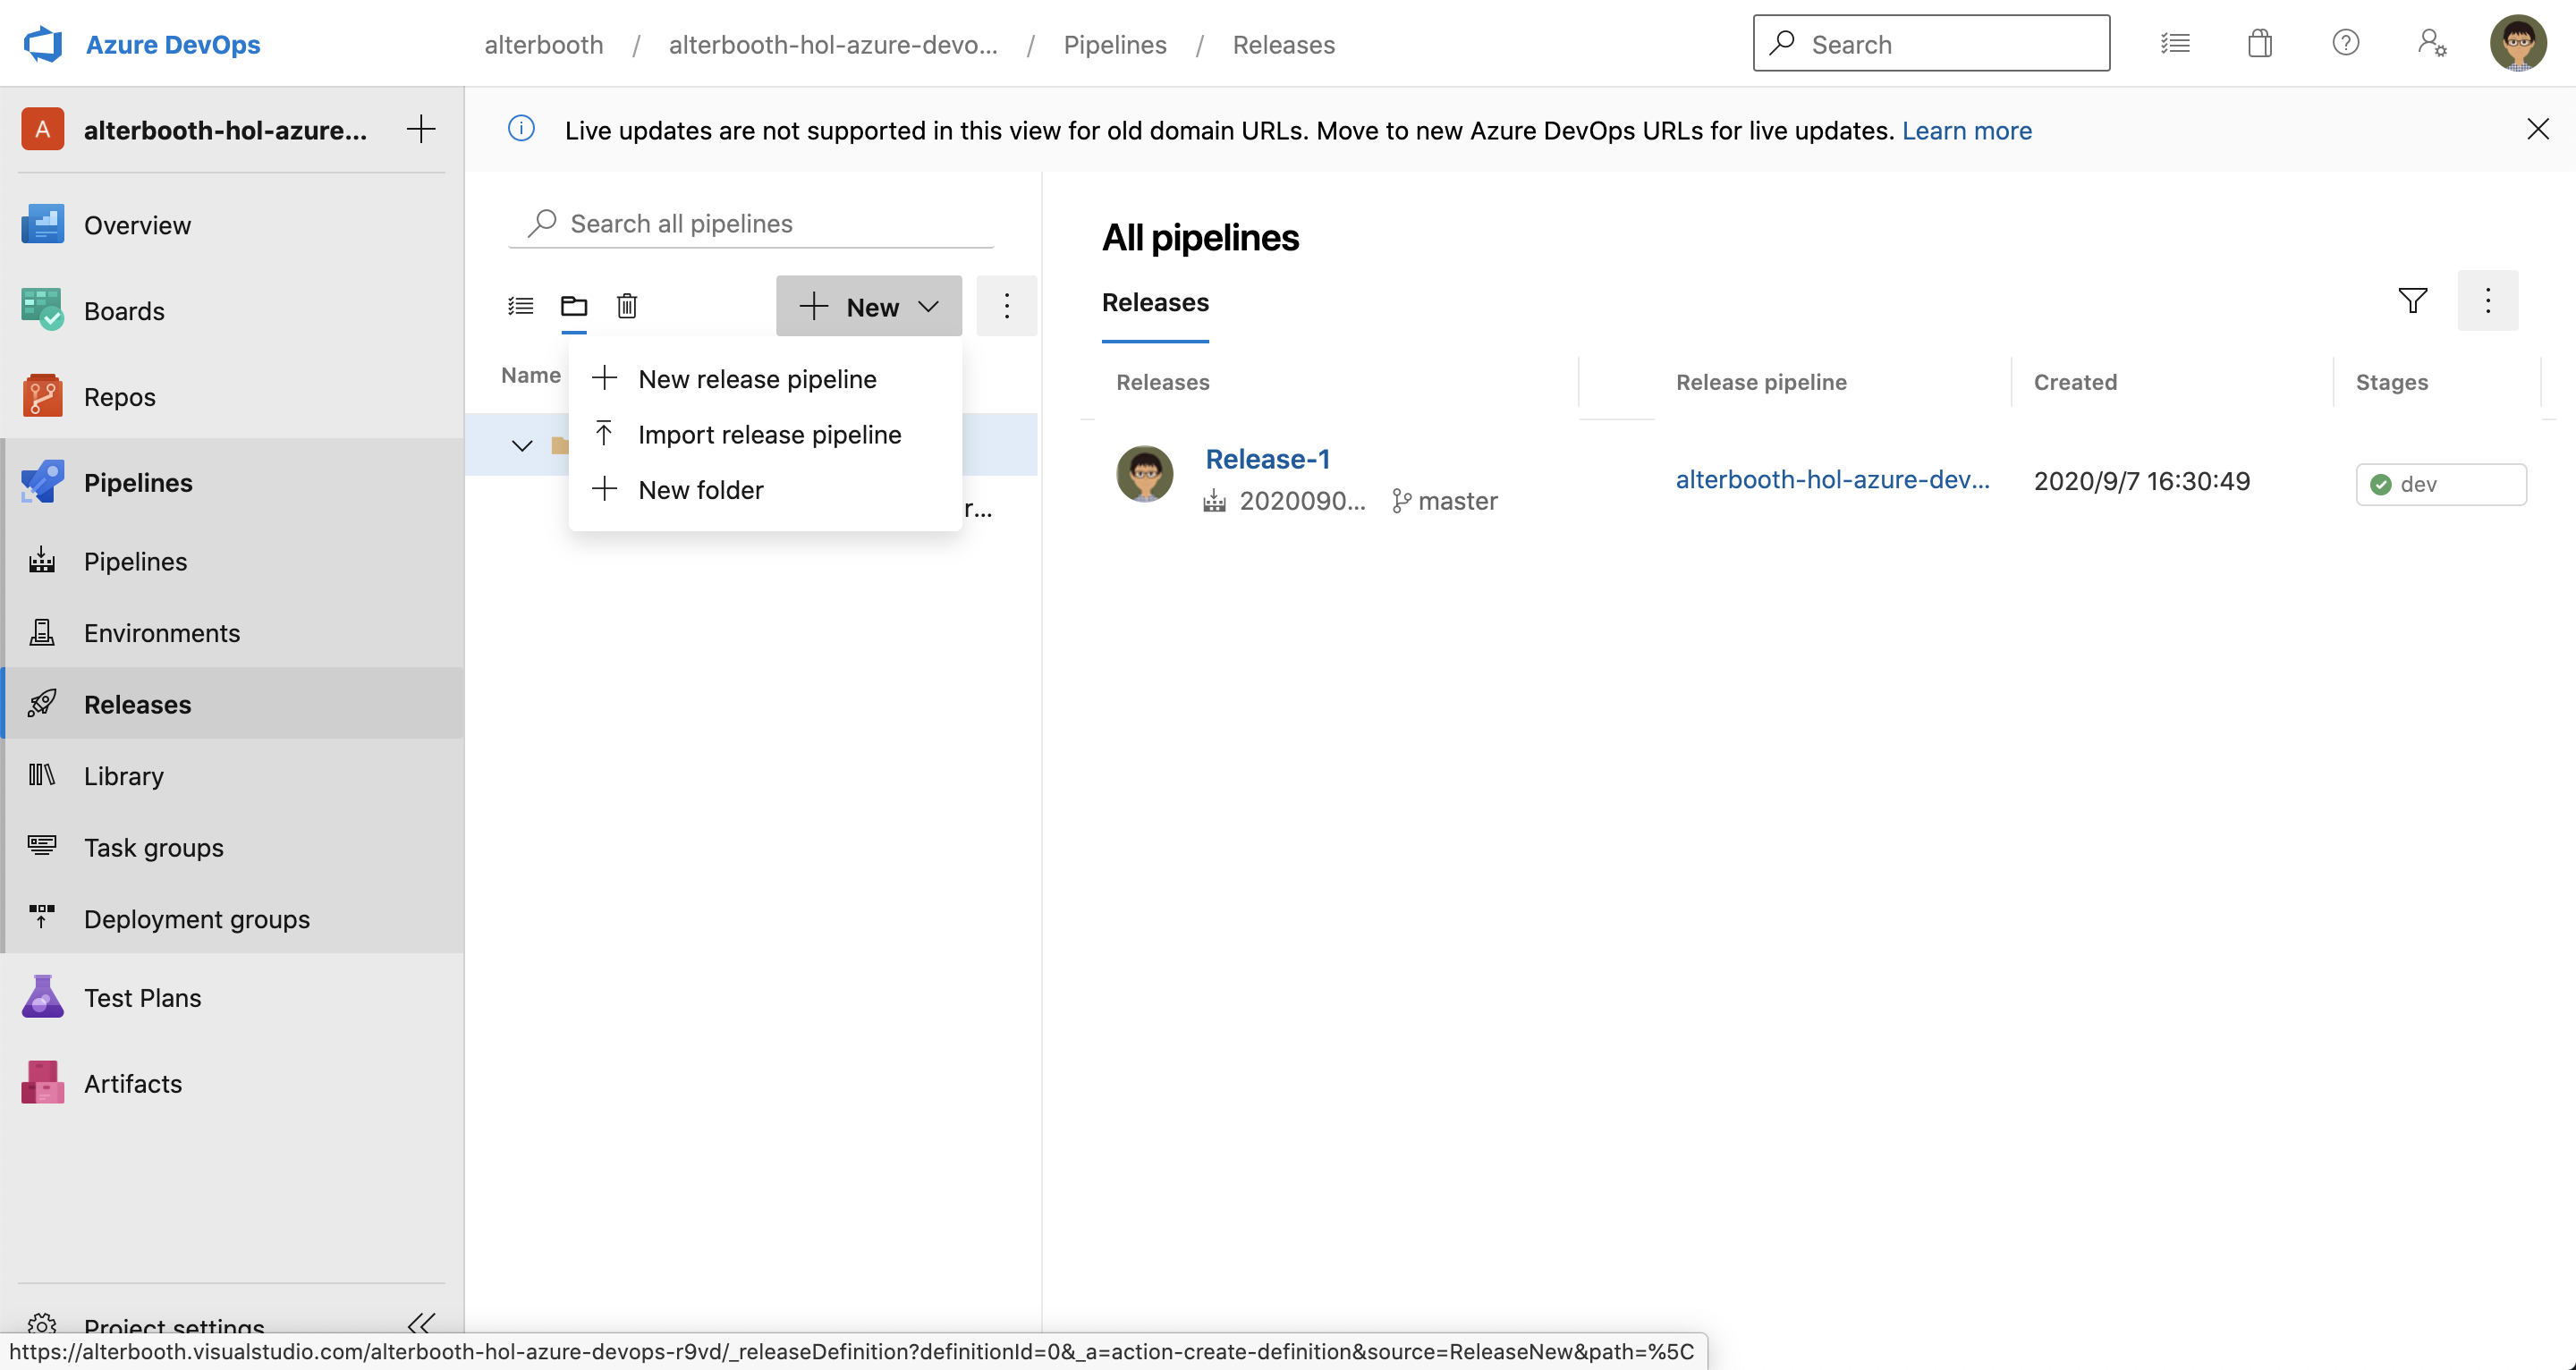 Azure DevOps
alterbooth / alterbooth-hol-azure-devo... / Pipelines / Releases
Search
A alterbooth-hol-azure...
Live updates are not supported in this view for old domain URLs. Move to new Azure DevOps URLs for live updates. Learn more
Overview
Boards
Repos
Pipelines
Pipelines
Environments
Releases
Library
Task groups
Deployment groups
Test Plans
Artifacts
Project settings
Search all pipelines
New
Name
New release pipeline
Import release pipeline
New folder
r...
All pipelines
Releases
Releases Release pipeline Created Stages
Release-1
2020090... master
alterbooth-hol-azure-dev...
2020/9/7 16:30:49
dev
https://alterbooth.visualstudio.com/alterbooth-hol-azure-devops-r9vd/_releaseDefinition?definitionId=0&_a=action-create-definition&source=ReleaseNew&path=%5C